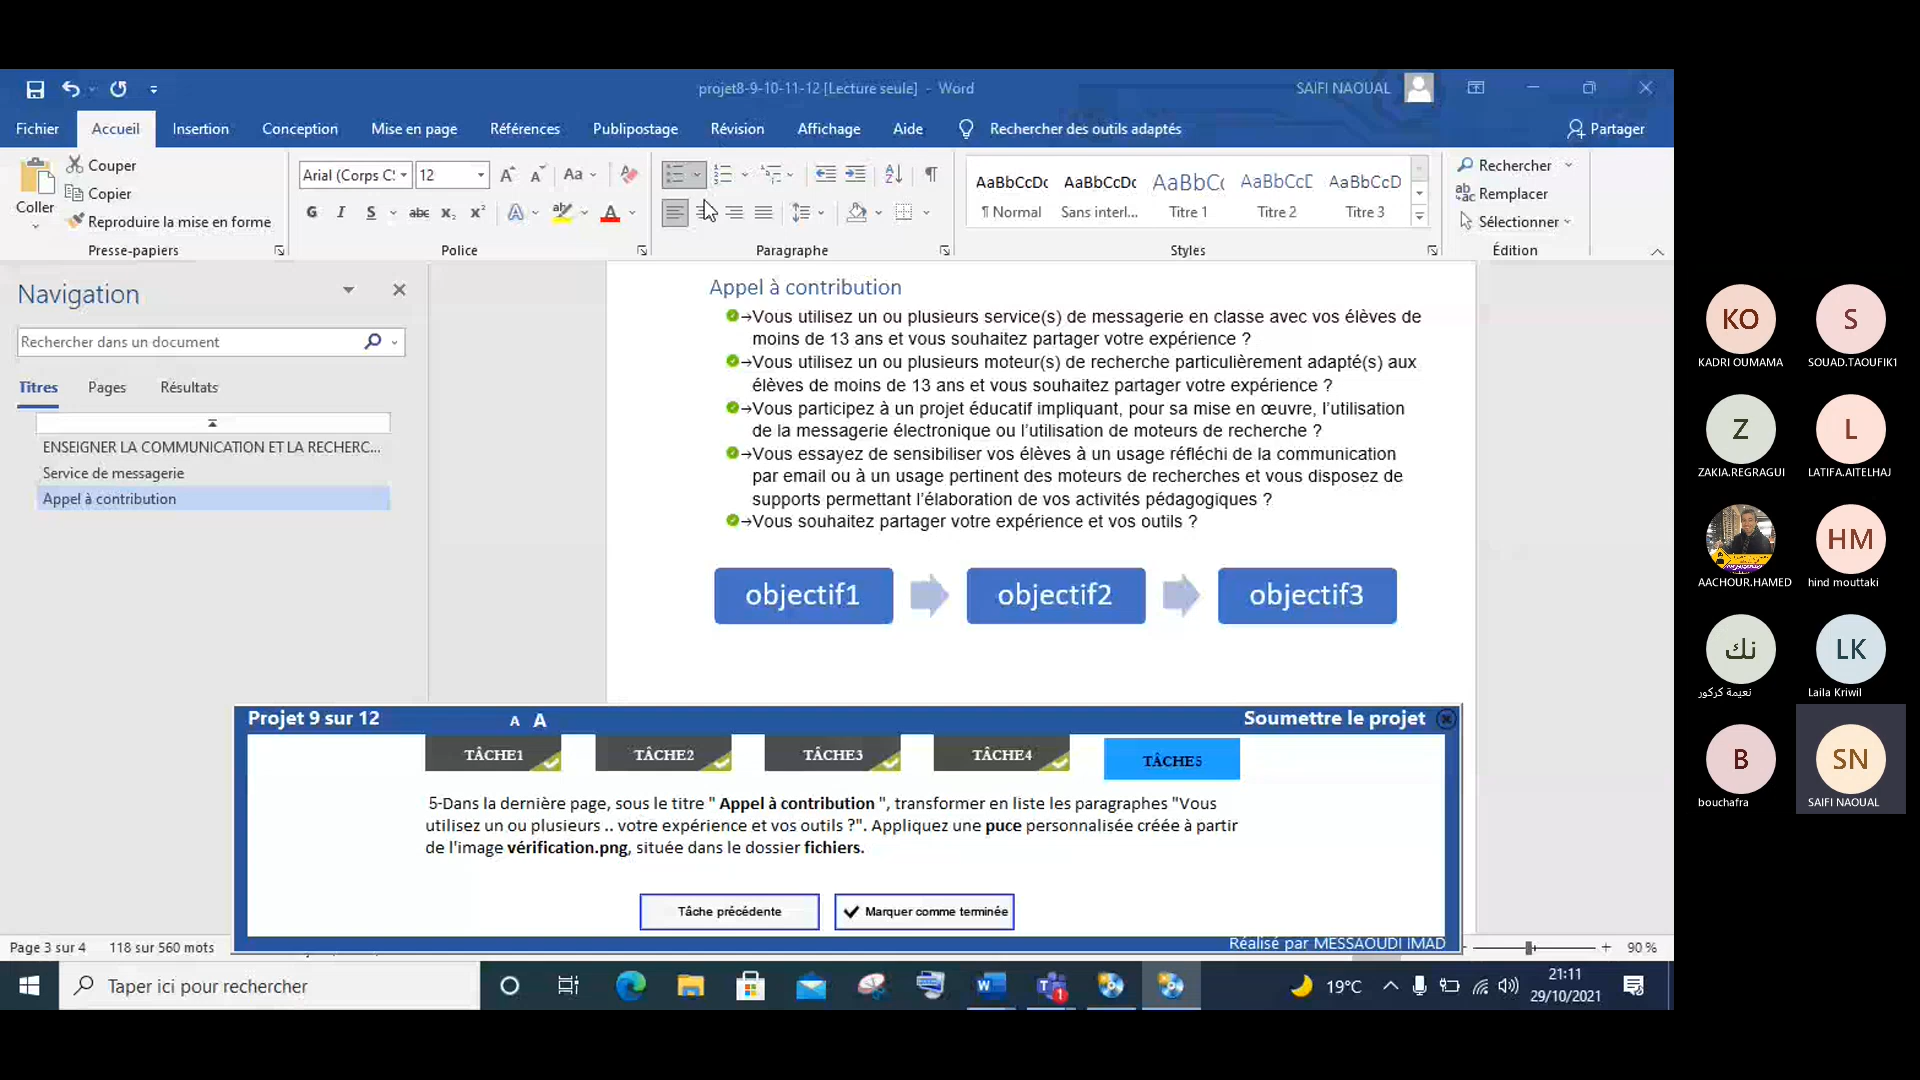 projet8-9-10-11-12 [Lecture seule] - Word
SAIFI NAOUAL
Fichier
Accueil
Insertion
Conception
Mise en page
Références
Publipostage
Révision
Affichage
Aide
Rechercher des outils adaptés
Partager
Coller
Couper
Copier
Reproduire la mise en forme
Presse-papiers
Arial (Corps C:
12
Aa
G I S abc x₂ x²
Police
Paragraphe
AaBbCcDc
¶ Normal
AaBbCcDc
Sans interl...
AaBbC(
Titre 1
AaBbCcC
Titre 2
AaBbCcD
Titre 3
Styles
Rechercher
Remplacer
Sélectionner
Édition
Navigation
Rechercher dans un document
Titres
Pages
Résultats
ENSEIGNER LA COMMUNICATION ET LA RECHERC...
Service de messagerie
Appel à contribution
Appel à contribution
→Vous utilisez un ou plusieurs service(s) de messagerie en classe avec vos élèves de
moins de 13 ans et vous souhaitez partager votre expérience ?
→Vous utilisez un ou plusieurs moteur(s) de recherche particulièrement adapté(s) aux
élèves de moins de 13 ans et vous souhaitez partager votre expérience ?
→Vous participez à un projet éducatif impliquant, pour sa mise en œuvre, l’utilisation
de la messagerie électronique ou l’utilisation de moteurs de recherche ?
→Vous essayez de sensibiliser vos élèves à un usage réfléchi de la communication
par email ou à un usage pertinent des moteurs de recherches et vous disposez de
supports permettant l’élaboration de vos activités pédagogiques ?
→Vous souhaitez partager votre expérience et vos outils ?
objectif1
objectif2
objectif3
Projet 9 sur 12
A A
Soumettre le projet
TÂCHE1
TÂCHE2
TÂCHE3
TÂCHE4
TÂCHE5
5-Dans la dernière page, sous le titre " Appel à contribution ", transformer en liste les paragraphes "Vous
utilisez un ou plusieurs .. votre expérience et vos outils ?". Appliquez une puce personnalisée créée à partir
de l'image vérification.png, située dans le dossier fichiers.
Tâche précédente
Marquer comme terminée
Réalisé par MESSAOUDI IMAD
Page 3 sur 4
118 sur 560 mots
90 %
Taper ici pour rechercher
1
19°C
21:11
29/10/2021
KO
KADRI OUMAMA
S
SOUAD.TAOUFIK1
Z
ZAKIA.REGRAGUI
L
LATIFA.AITELHAJ
AACHOUR.HAMED
HM
hind mouttaki
نك
نعيمة كركور
LK
Laila Kriwil
B
bouchafra
SN
SAIFI NAOUAL